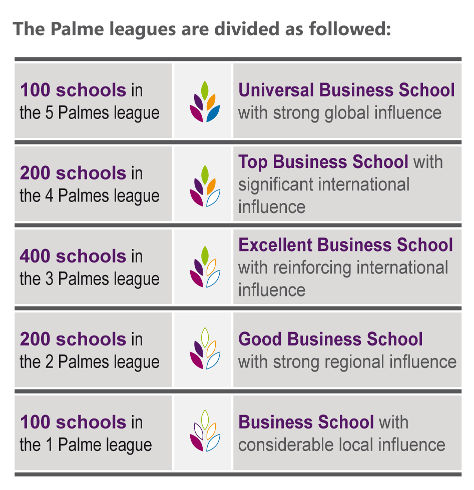 The Palme leagues are divided as followed:
100 schools in
the 5 Palmes league
Universal Business School
with strong global influence
200 schools in
the 4 Palmes league
Top Business School with
significant international
influence
400 schools in
the 3 Palmes league
Excellent Business School
with reinforcing international
influence
200 schools in
the 2 Palmes league
Good Business School
with strong regional influence
100 schools in
the 1 Palme league
Business School with
considerable local influence